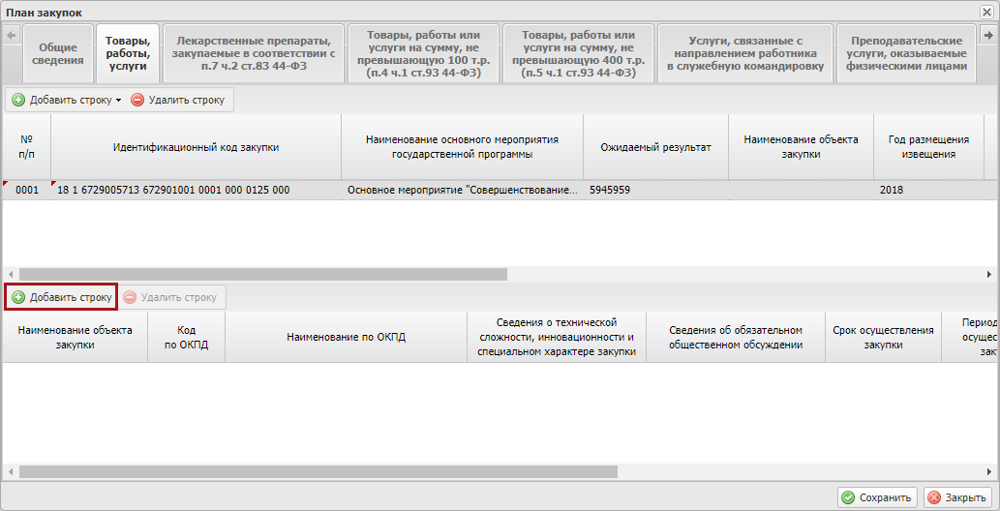 План закупок
Общие
сведения
Товары,
работы,
услуги
Лекарственные препараты,
закупаемые в соответствии с
п.7 ч.2 ст.83 44-ФЗ
Товары, работы или
услуги на сумму, не
превышающую 100 т.р.
(п.4 ч.1 ст.93 44-ФЗ)
Товары, работы или
услуги на сумму, не
превышающую 400 т.р.
(п.5 ч.1 ст.93 44-ФЗ)
Услуги, связанные с
направлением работника
в служебную командировку
Преподавательские
услуги, оказываемые
физическими лицами
Добавить строку
Удалить строку
№
п/п
Идентификационный код закупки
Наименование основного мероприятия
государственной программы
Ожидаемый результат
Наименование объекта
закупки
Год размещения
извещения
0001
18 1 6729005713 672901001 0001 000 0125 000
Основное мероприятие "Совершенствование...
5945959
2018
Добавить строку
Удалить строку
Наименование объекта
закупки
Код
по ОКПД
Наименование по ОКПД
Сведения о технической
сложности, инновационности и
специальном характере закупки
Сведения об обязательном
общественном обсуждении
Срок осуществления
закупки
Период
осущес
зак
Сохранить
Закрыть